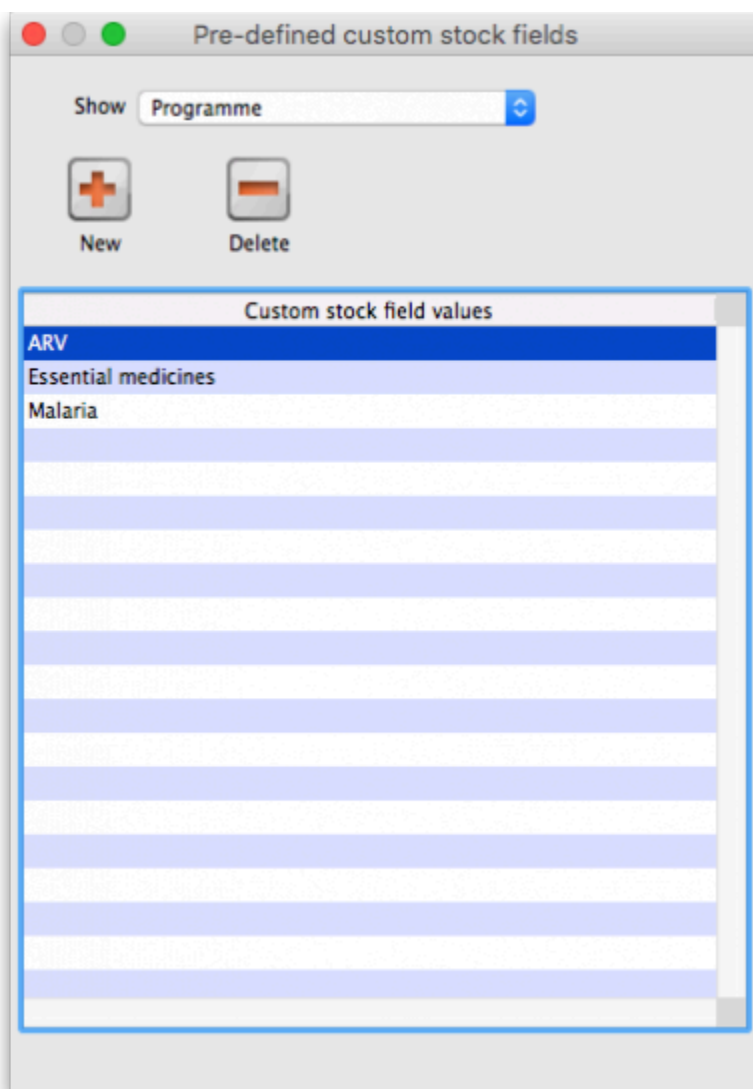 Pre-defined custom stock fields
Show Programme
New Delete
Custom stock field values
ARV
Essential medicines
Malaria